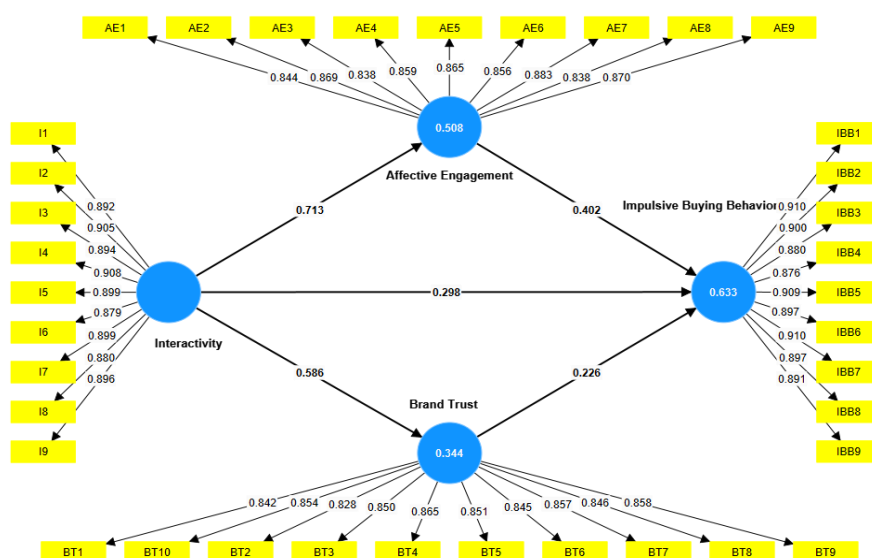 AE1 AE2 AE3 AE4 AE5 AE6 AE7 AE8 AE9
0.844 0.869 0.838 0.859 0.865 0.856 0.883 0.838 0.870
0.508
Affective Engagement
I1
I2
I3
I4
I5
I6
I7
I8
I9
0.892
0.905
0.894
0.908
0.899
0.879
0.899
0.880
0.896
Interactivity
0.713
0.402
0.298
0.586
0.226
Impulsive Buying Behavior
0.633
0.910
0.900
0.880
0.876
0.909
0.897
0.910
0.897
0.891
IBB1
IBB2
IBB3
IBB4
IBB5
IBB6
IBB7
IBB8
IBB9
Brand Trust
0.344
0.842 0.854 0.828 0.850 0.865 0.851 0.845 0.857 0.846 0.858
BT1 BT10 BT2 BT3 BT4 BT5 BT6 BT7 BT8 BT9